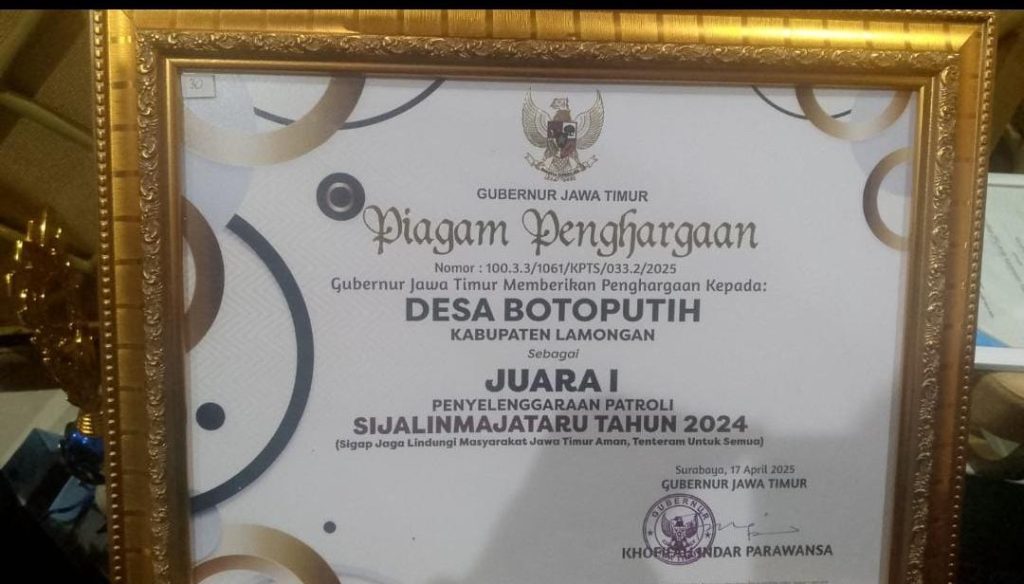 30
GUBERNUR JAWA TIMUR
Piagam Penghargaan
Nomor : 100.3.3/1061/KPTS/033.2/2025
Gubernur Jawa Timur Memberikan Penghargaan Kepada:
DESA BOTOPUTIH
KABUPATEN LAMONGAN
Sebagai
JUARA I
PENYELENGGARAAN PATROLI
SIJALINMAJATARU TAHUN 2024
(Sigap Jaga Lindungi Masyarakat Jawa Timur Aman, Tenteram Untuk Semua)
Surabaya, 17 April 2025
GUBERNUR JAWA TIMUR
GUBERNUR
KHOFIFAH INDAR PARAWANSA